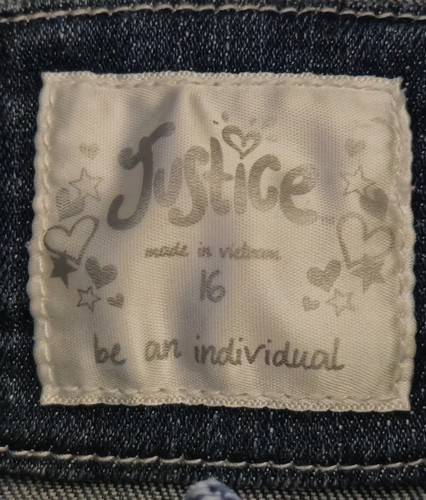 Justice
made in vietnam
16
be an individual